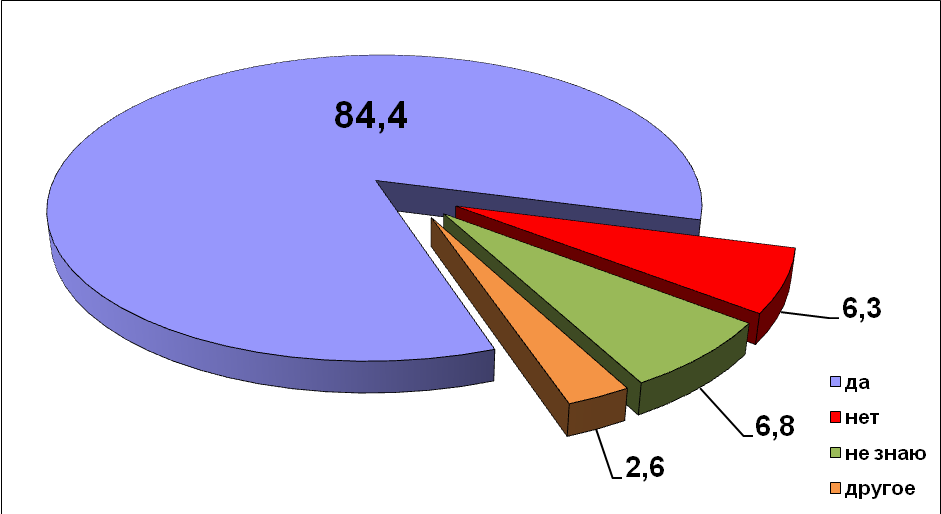 84,4
6,3
6,8
2,6
да
нет
не знаю
другое